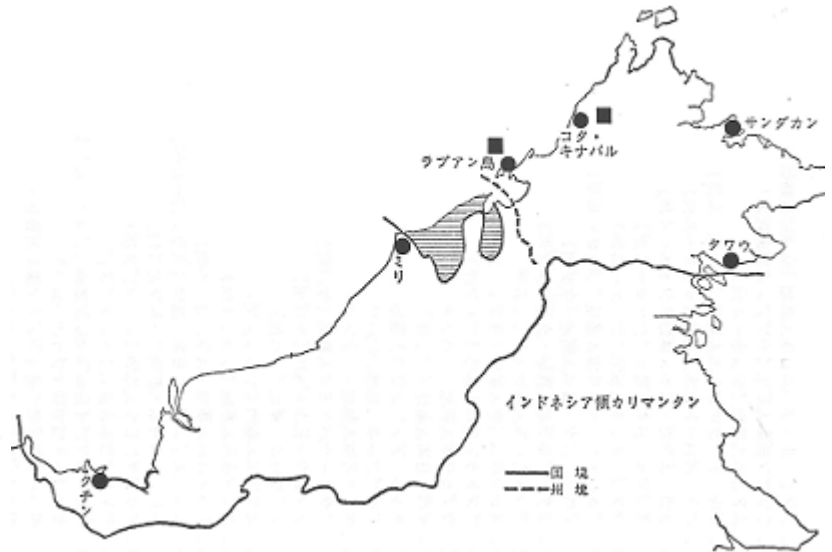 サンダカン
コタ・
キナバル
ラブアン島
タワウ
ミリ
インドネシア領カリマンタン
国境
州境
クチン